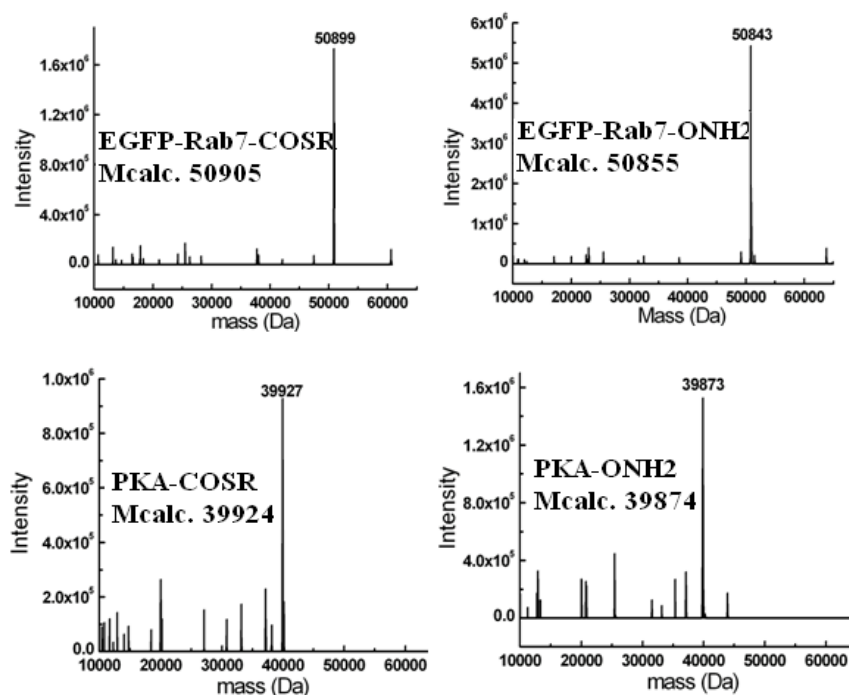 50899
1.6x10⁶
1.2x10⁶
8.0x10⁵
4.0x10⁵
0.0
Intensity
EGFP-Rab7-COSR
Mcalc. 50905
10000 20000 30000 40000 50000 60000
mass (Da)
50843
6x10⁶
5x10⁶
4x10⁶
3x10⁶
2x10⁶
1x10⁶
0
Intensity
EGFP-Rab7-ONH2
Mcalc. 50855
10000 20000 30000 40000 50000 60000
Mass (Da)
39927
1.0x10⁶
8.0x10⁵
6.0x10⁵
4.0x10⁵
2.0x10⁵
0.0
Intensity
PKA-COSR
Mcalc. 39924
10000 20000 30000 40000 50000 60000
mass (Da)
39873
1.6x10⁶
1.2x10⁶
8.0x10⁵
4.0x10⁵
0.0
Intensity
PKA-ONH2
Mcalc. 39874
10000 20000 30000 40000 50000 60000
mass (Da)